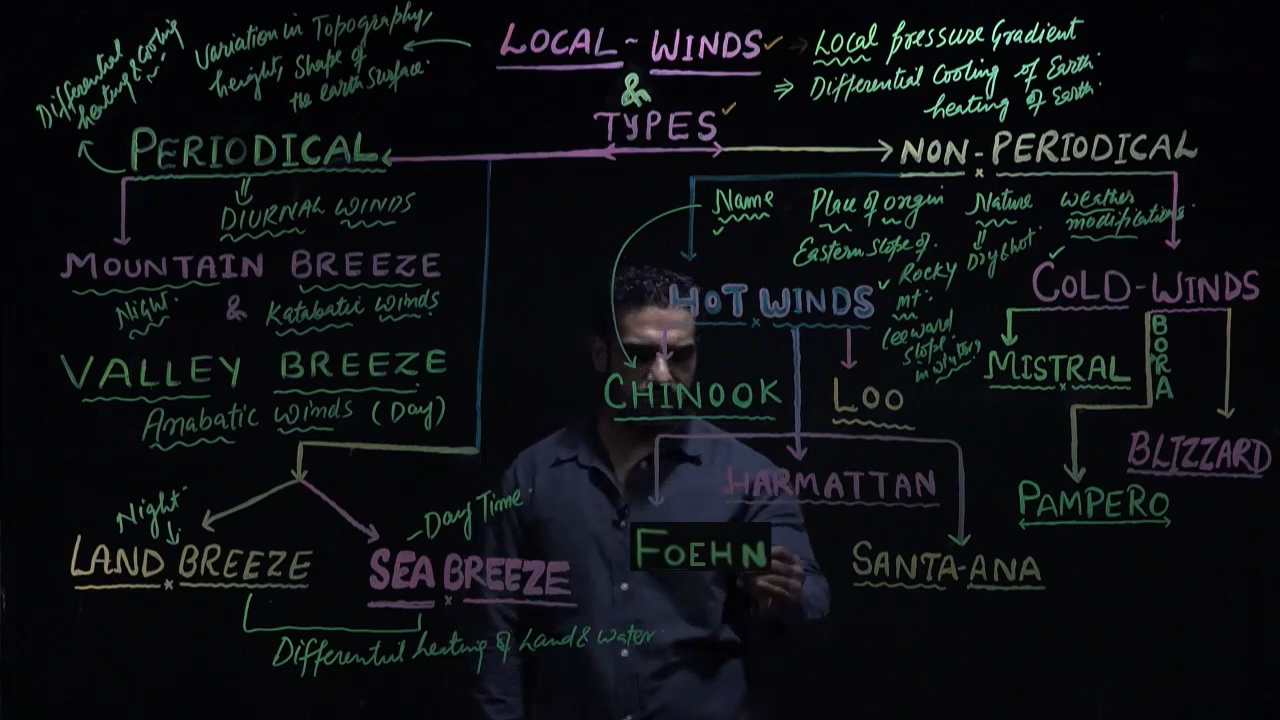 LOCAL ~ WINDS
&
TYPES
Variation in Topography,
height, shape of
the earth surface.
Differential
heating & cooling
Local pressure Gradient
⇒ Differential Cooling of Earth
heating of Earth.
PERIODICAL
DIURNAL WINDS
MOUNTAIN BREEZE
Night. & Katabatic winds
VALLEY BREEZE
Anabatic winds (Day)
Night
LAND BREEZE
- Day Time
SEA BREEZE
Differential heating of Land & water
NON - PERIODICAL
Name
Place of origin
Eastern slope of
Rocky
mt.
leeward
slope
Nature
Dry & hot
weather
modifications
HOT WINDS
CHINOOK
LOO
HARMATTAN
FOEHN
SANTA-ANA
COLD-WINDS
MISTRAL
BORA
BLIZZARD
PAMPERO